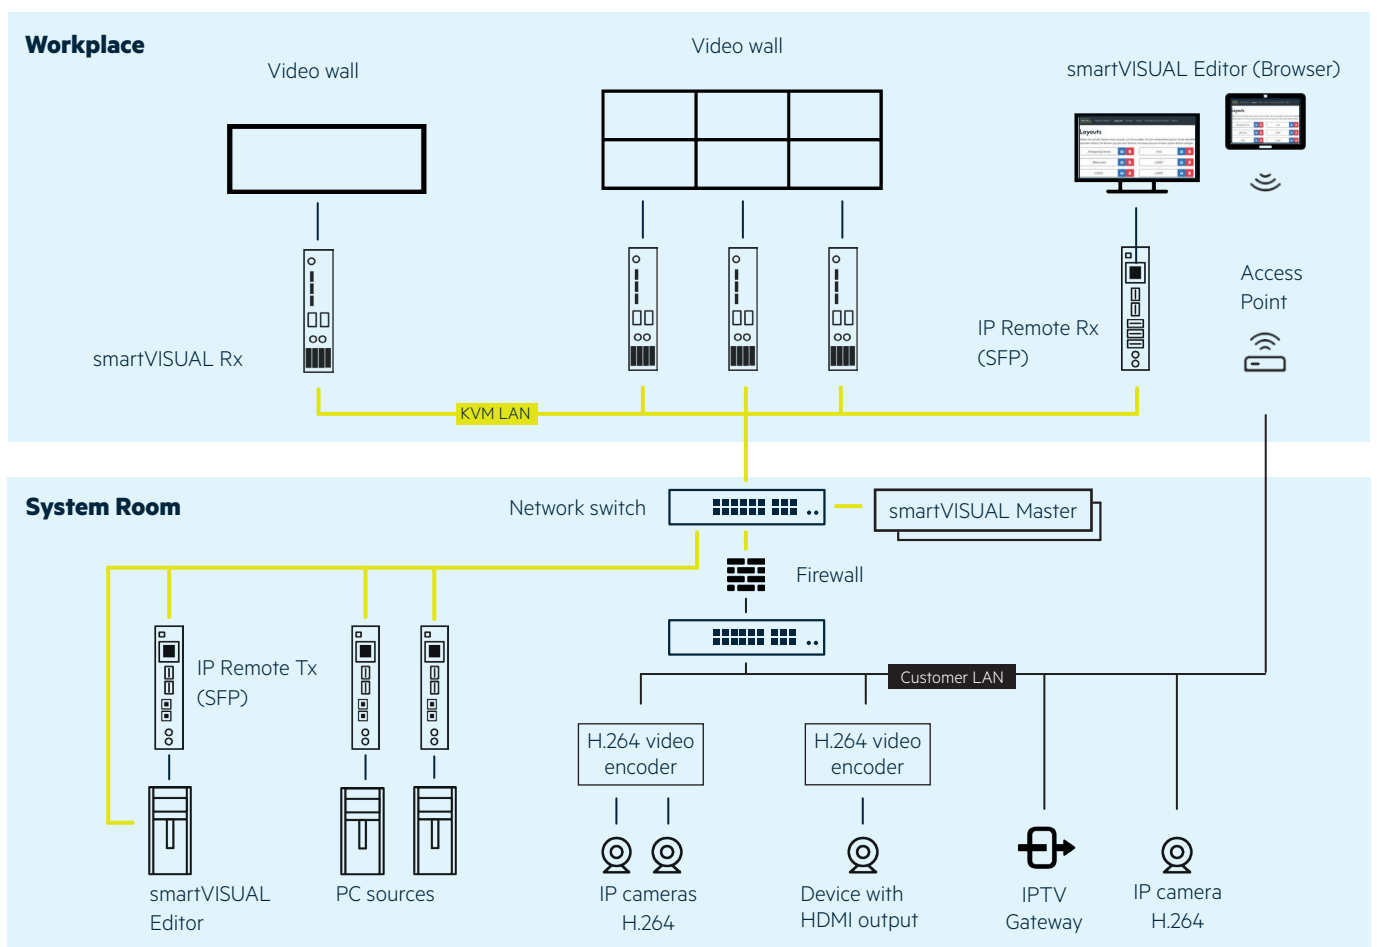 Workplace
Video wall
Video wall
smartVISUAL Editor (Browser)
Layouts
Layouts
Access
Point
IP Remote Rx
(SFP)
smartVISUAL Rx
KVM LAN
System Room
Network switch
smartVISUAL Master
Firewall
IP Remote Tx
(SFP)
Customer LAN
H.264 video
encoder
H.264 video
encoder
smartVISUAL
Editor
PC sources
IP cameras
H.264
Device with
HDMI output
IPTV
Gateway
IP camera
H.264